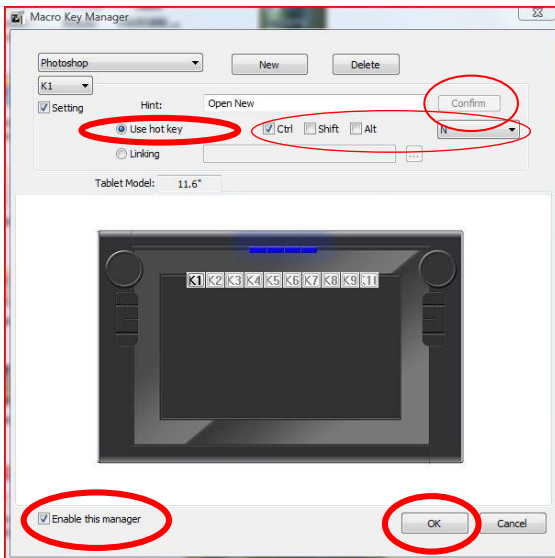 Macro Key Manager
Photoshop New Delete
K1
Setting Hint: Open New Confirm
Use hot key Ctrl Shift Alt N
Linking ...
Tablet Model: 11.6"
K1 K2 K3 K4 K5 K6 K7 K8 K9
Enable this manager OK Cancel